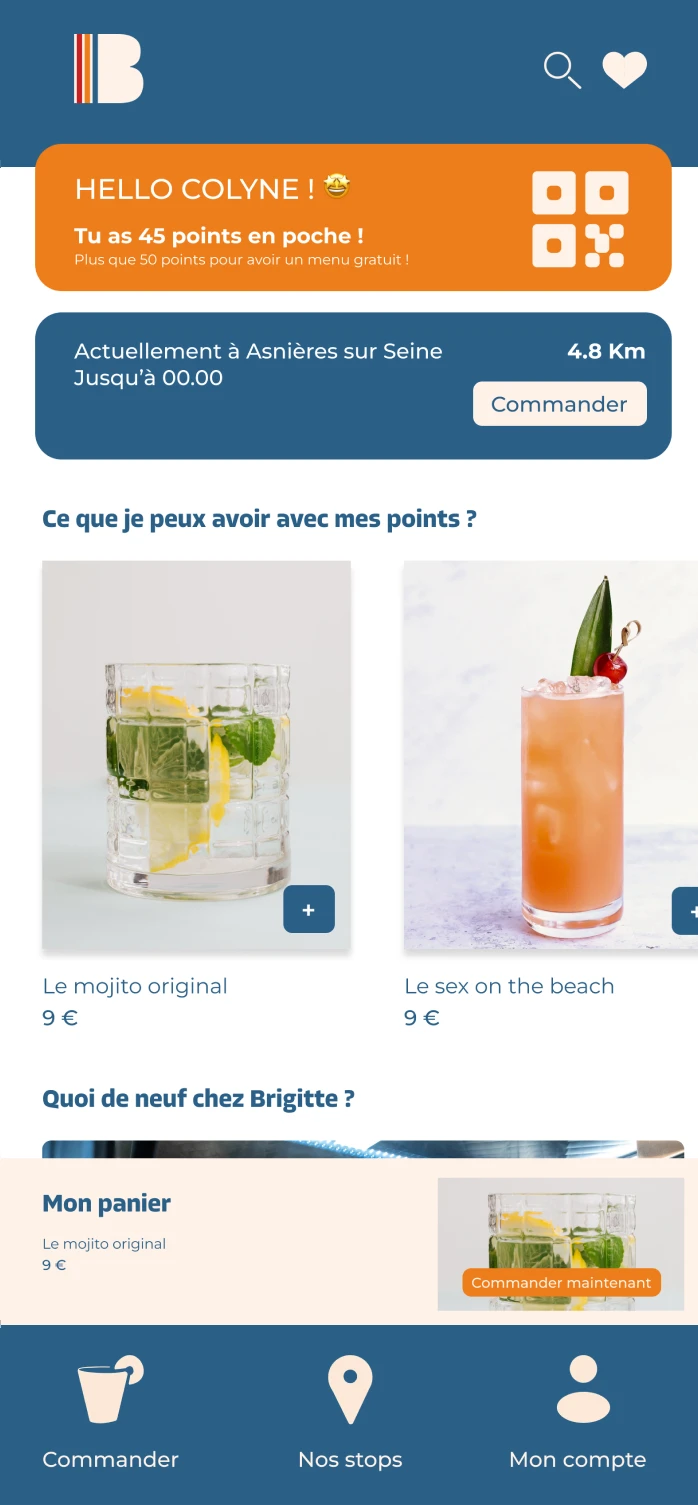 B
HELLO COLYNE ! 🤩
Tu as 45 points en poche !
Plus que 50 points pour avoir un menu gratuit !
Actuellement à Asnières sur Seine
4.8 Km
Jusqu’à 00.00
Commander
Ce que je peux avoir avec mes points ?
+
+
Le mojito original
Le sex on the beach
9 €
9 €
Quoi de neuf chez Brigitte ?
Mon panier
Le mojito original
9 €
Commander maintenant
Commander
Nos stops
Mon compte